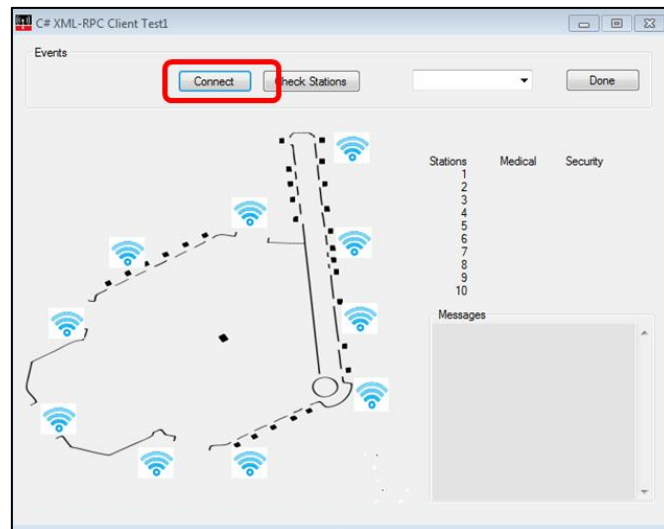 C# XML-RPC Client Test1
Events
Connect
Check Stations
Done
Stations Medical Security
1
2
3
4
5
6
7
8
9
10
Messages